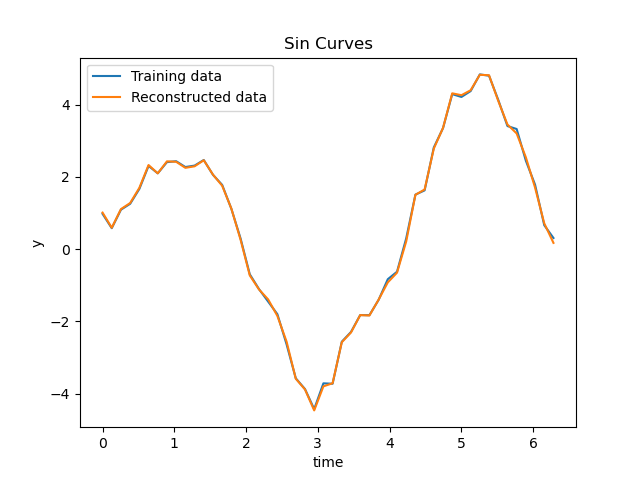 Sin Curves
Training data
Reconstructed data
4
2
0
−2
−4
y
0 1 2 3 4 5 6
time